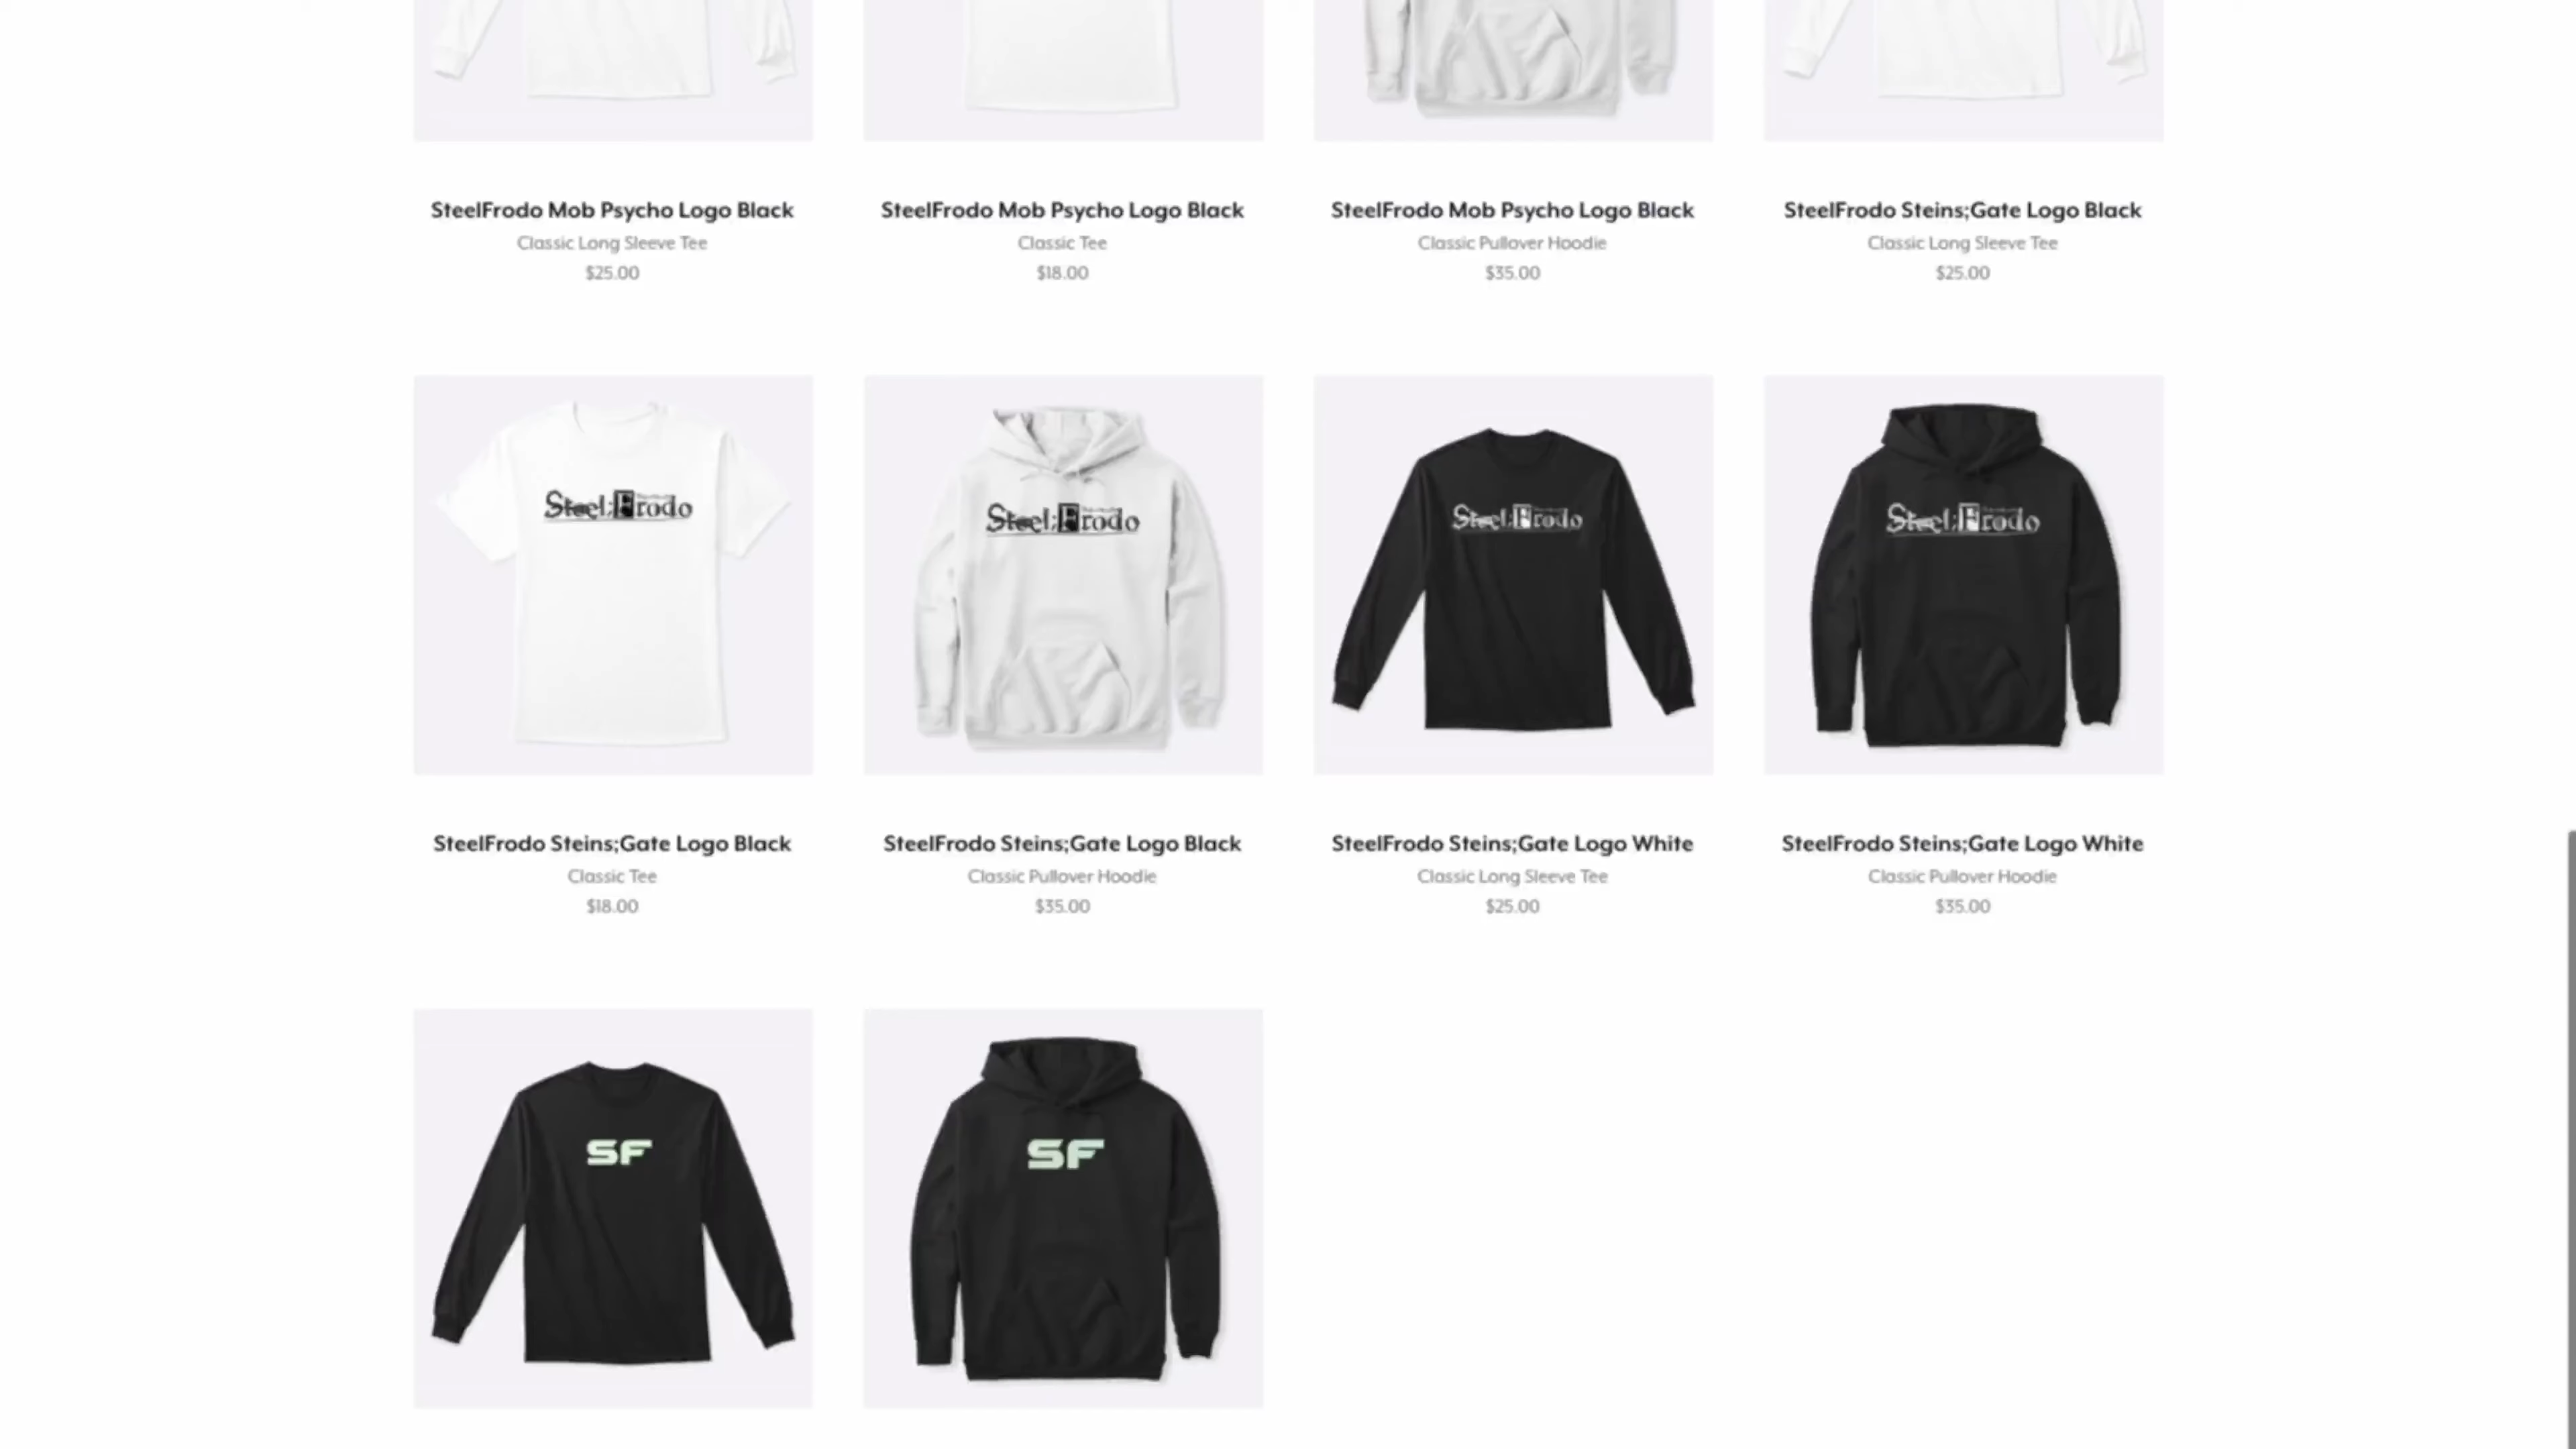 SteelFrodo Mob Psycho Logo Black
Classic Long Sleeve Tee
$25.00
SteelFrodo Mob Psycho Logo Black
Classic Tee
$18.00
SteelFrodo Mob Psycho Logo Black
Classic Pullover Hoodie
$35.00
SteelFrodo Steins;Gate Logo Black
Classic Long Sleeve Tee
$25.00
Steel;Frodo
SteelFrodo Steins;Gate Logo Black
Classic Tee
$18.00
Steel;Frodo
SteelFrodo Steins;Gate Logo Black
Classic Pullover Hoodie
$35.00
Steel;Frodo
SteelFrodo Steins;Gate Logo White
Classic Long Sleeve Tee
$25.00
Steel;Frodo
SteelFrodo Steins;Gate Logo White
Classic Pullover Hoodie
$35.00
SF
SF